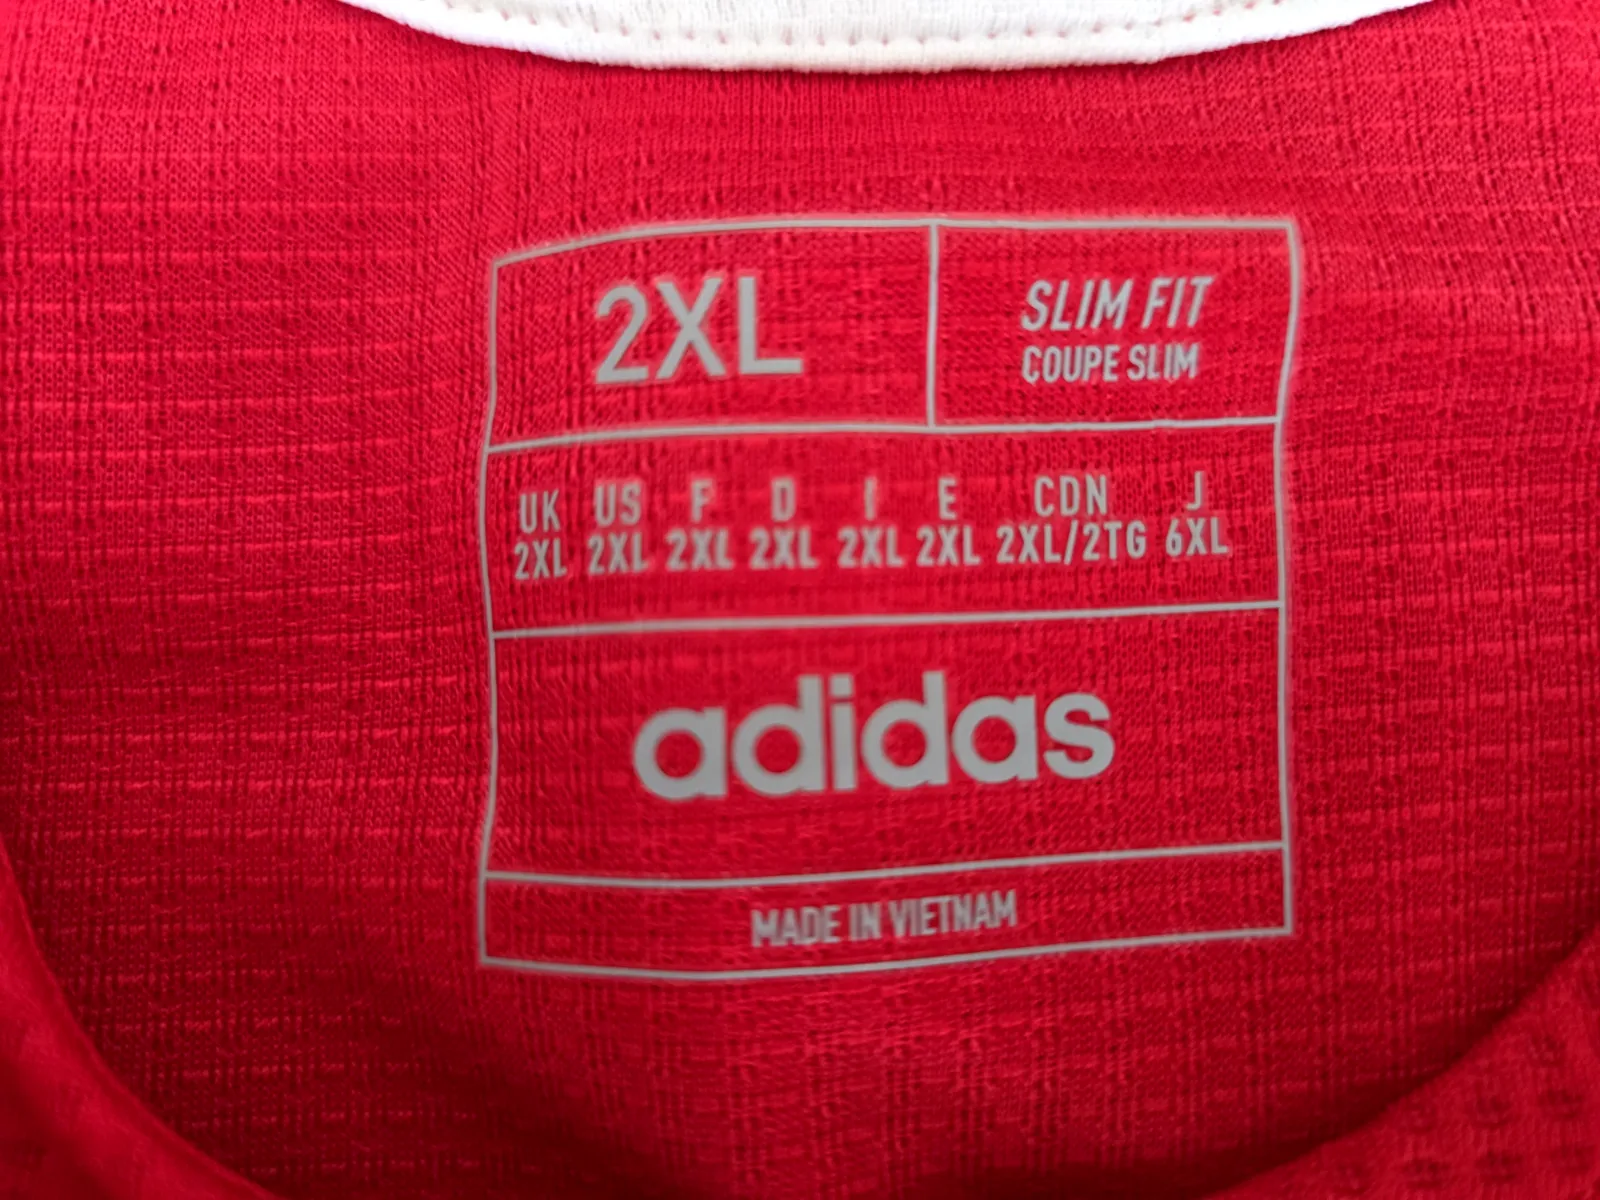 2XL
SLIM FIT
COUPE SLIM
UK US F D I E CDN J
2XL 2XL 2XL 2XL 2XL 2XL 2XL/2TG 6XL
adidas
MADE IN VIETNAM